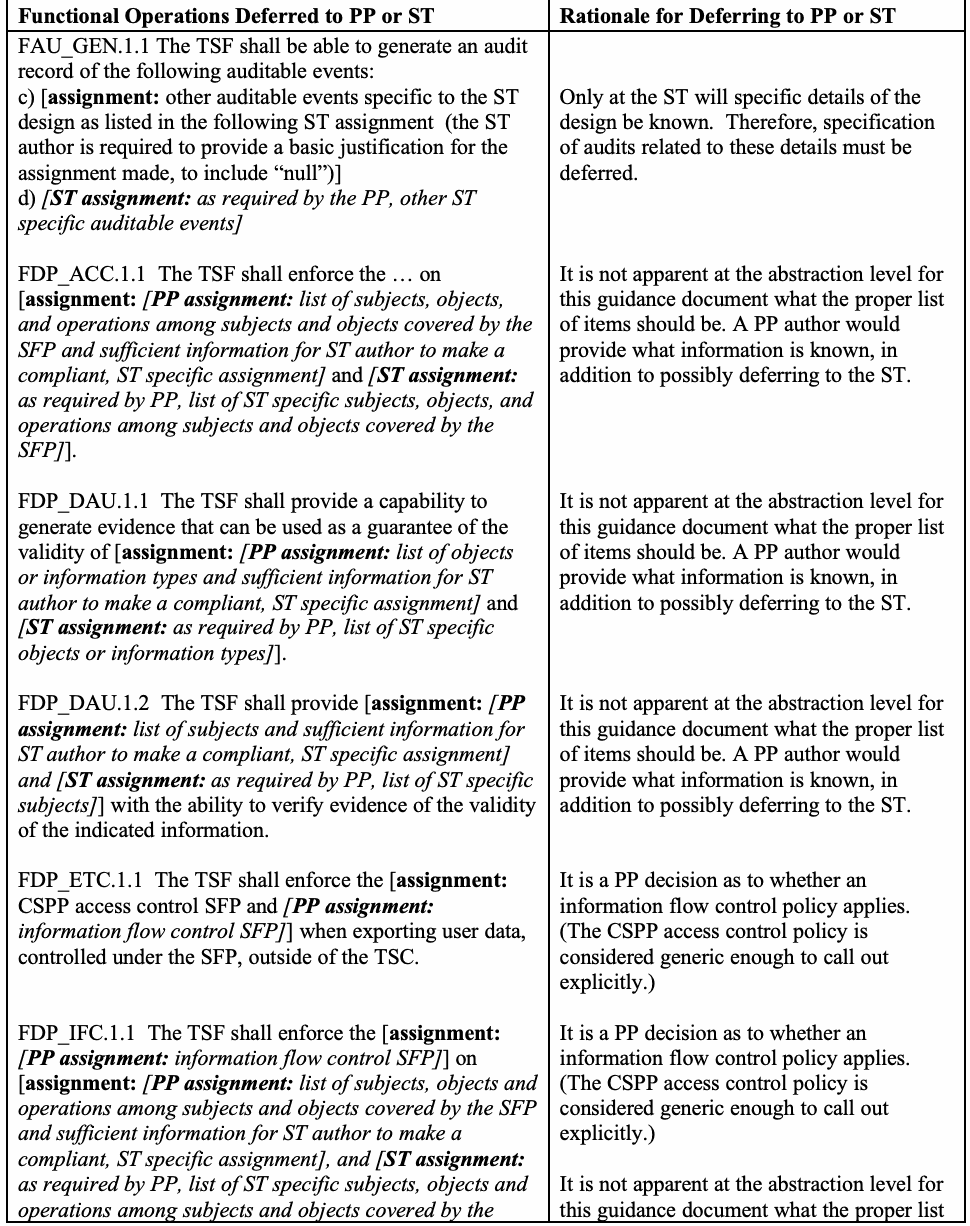 Functional Operations Deferred to PP or ST
Rationale for Deferring to PP or ST
FAU_GEN.1.1 The TSF shall be able to generate an audit
record of the following auditable events:
c) [assignment: other auditable events specific to the ST
design as listed in the following ST assignment (the ST
author is required to provide a basic justification for the
assignment made, to include “null”)]
d) [ST assignment: as required by the PP, other ST
specific auditable events]
Only at the ST will specific details of the
design be known. Therefore, specification
of audits related to these details must be
deferred.
FDP_ACC.1.1 The TSF shall enforce the … on
[assignment: [PP assignment: list of subjects, objects,
and operations among subjects and objects covered by the
SFP and sufficient information for ST author to make a
compliant, ST specific assignment] and [ST assignment:
as required by PP, list of ST specific subjects, objects, and
operations among subjects and objects covered by the
SFP]].
It is not apparent at the abstraction level for
this guidance document what the proper list
of items should be. A PP author would
provide what information is known, in
addition to possibly deferring to the ST.
FDP_DAU.1.1 The TSF shall provide a capability to
generate evidence that can be used as a guarantee of the
validity of [assignment: [PP assignment: list of objects
or information types and sufficient information for ST
author to make a compliant, ST specific assignment] and
[ST assignment: as required by PP, list of ST specific
objects or information types]].
It is not apparent at the abstraction level for
this guidance document what the proper list
of items should be. A PP author would
provide what information is known, in
addition to possibly deferring to the ST.
FDP_DAU.1.2 The TSF shall provide [assignment: [PP
assignment: list of subjects and sufficient information for
ST author to make a compliant, ST specific assignment]
and [ST assignment: as required by PP, list of ST specific
subjects]] with the ability to verify evidence of the validity
of the indicated information.
It is not apparent at the abstraction level for
this guidance document what the proper list
of items should be. A PP author would
provide what information is known, in
addition to possibly deferring to the ST.
FDP_ETC.1.1 The TSF shall enforce the [assignment:
CSPP access control SFP and [PP assignment:
information flow control SFP]] when exporting user data,
controlled under the SFP, outside of the TSC.
It is a PP decision as to whether an
information flow control policy applies.
(The CSPP access control policy is
considered generic enough to call out
explicitly.)
FDP_IFC.1.1 The TSF shall enforce the [assignment:
[PP assignment: information flow control SFP]] on
[assignment: [PP assignment: list of subjects, objects and
operations among subjects and objects covered by the SFP
and sufficient information for ST author to make a
compliant, ST specific assignment], and [ST assignment:
as required by PP, list of ST specific subjects, objects and
operations among subjects and objects covered by the
It is a PP decision as to whether an
information flow control policy applies.
(The CSPP access control policy is
considered generic enough to call out
explicitly.)
It is not apparent at the abstraction level for
this guidance document what the proper list